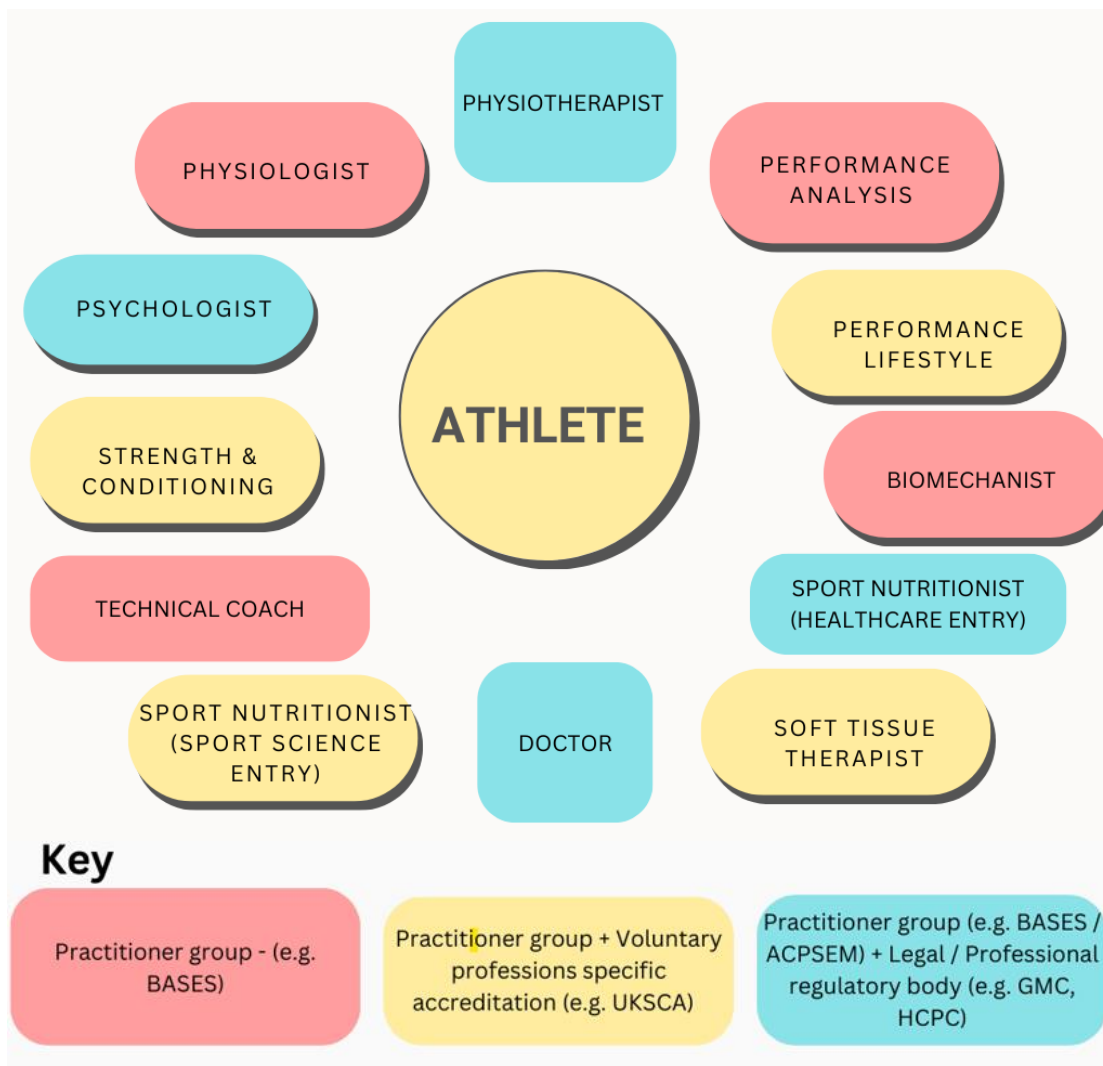 PHYSIOTHERAPIST
PHYSIOLOGIST
PERFORMANCE
ANALYSIS
PSYCHOLOGIST
PERFORMANCE
LIFESTYLE
ATHLETE
STRENGTH &
CONDITIONING
BIOMECHANIST
TECHNICAL COACH
SPORT NUTRITIONIST
(HEALTHCARE ENTRY)
SPORT NUTRITIONIST
(SPORT SCIENCE
ENTRY)
DOCTOR
SOFT TISSUE
THERAPIST
Key
Practitioner group - (e.g.
BASES)
Practitioner group + Voluntary
professions specific
accreditation (e.g. UKSCA)
Practitioner group (e.g. BASES /
ACPSEM) + Legal / Professional
regulatory body (e.g. GMC,
HCPC)